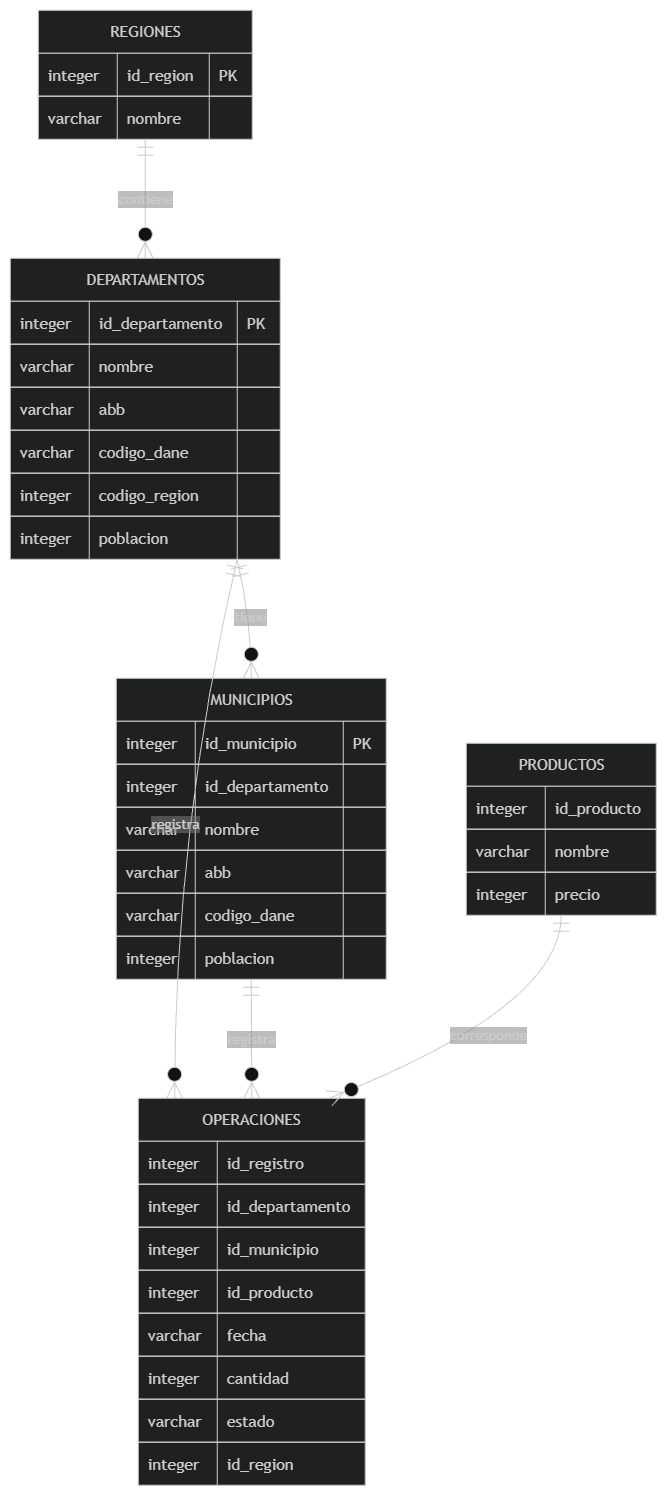 REGIONES
integer id_region PK
varchar nombre
contiene
DEPARTAMENTOS
integer id_departamento PK
varchar nombre
varchar abb
varchar codigo_dane
integer codigo_region
integer poblacion
tiene
MUNICIPIOS
integer id_municipio PK
integer id_departamento
varchar nombre
varchar abb
varchar codigo_dane
integer poblacion
registra
PRODUCTOS
integer id_producto
varchar nombre
integer precio
registra
corresponde
OPERACIONES
integer id_registro
integer id_departamento
integer id_municipio
integer id_producto
varchar fecha
integer cantidad
varchar estado
integer id_region